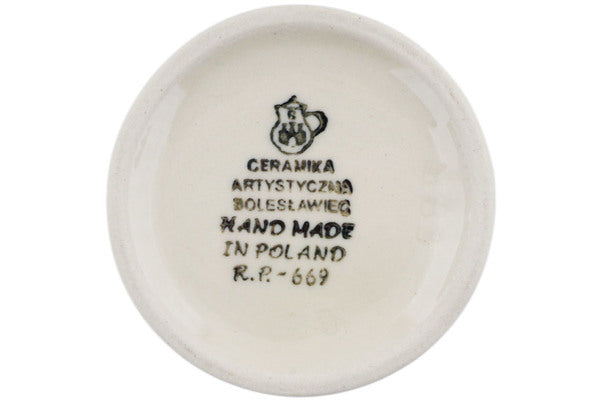 CERAMIKA
ARTYSTYCZNA
BOLESŁAWIEC
HAND MADE
IN POLAND
R.P.-669